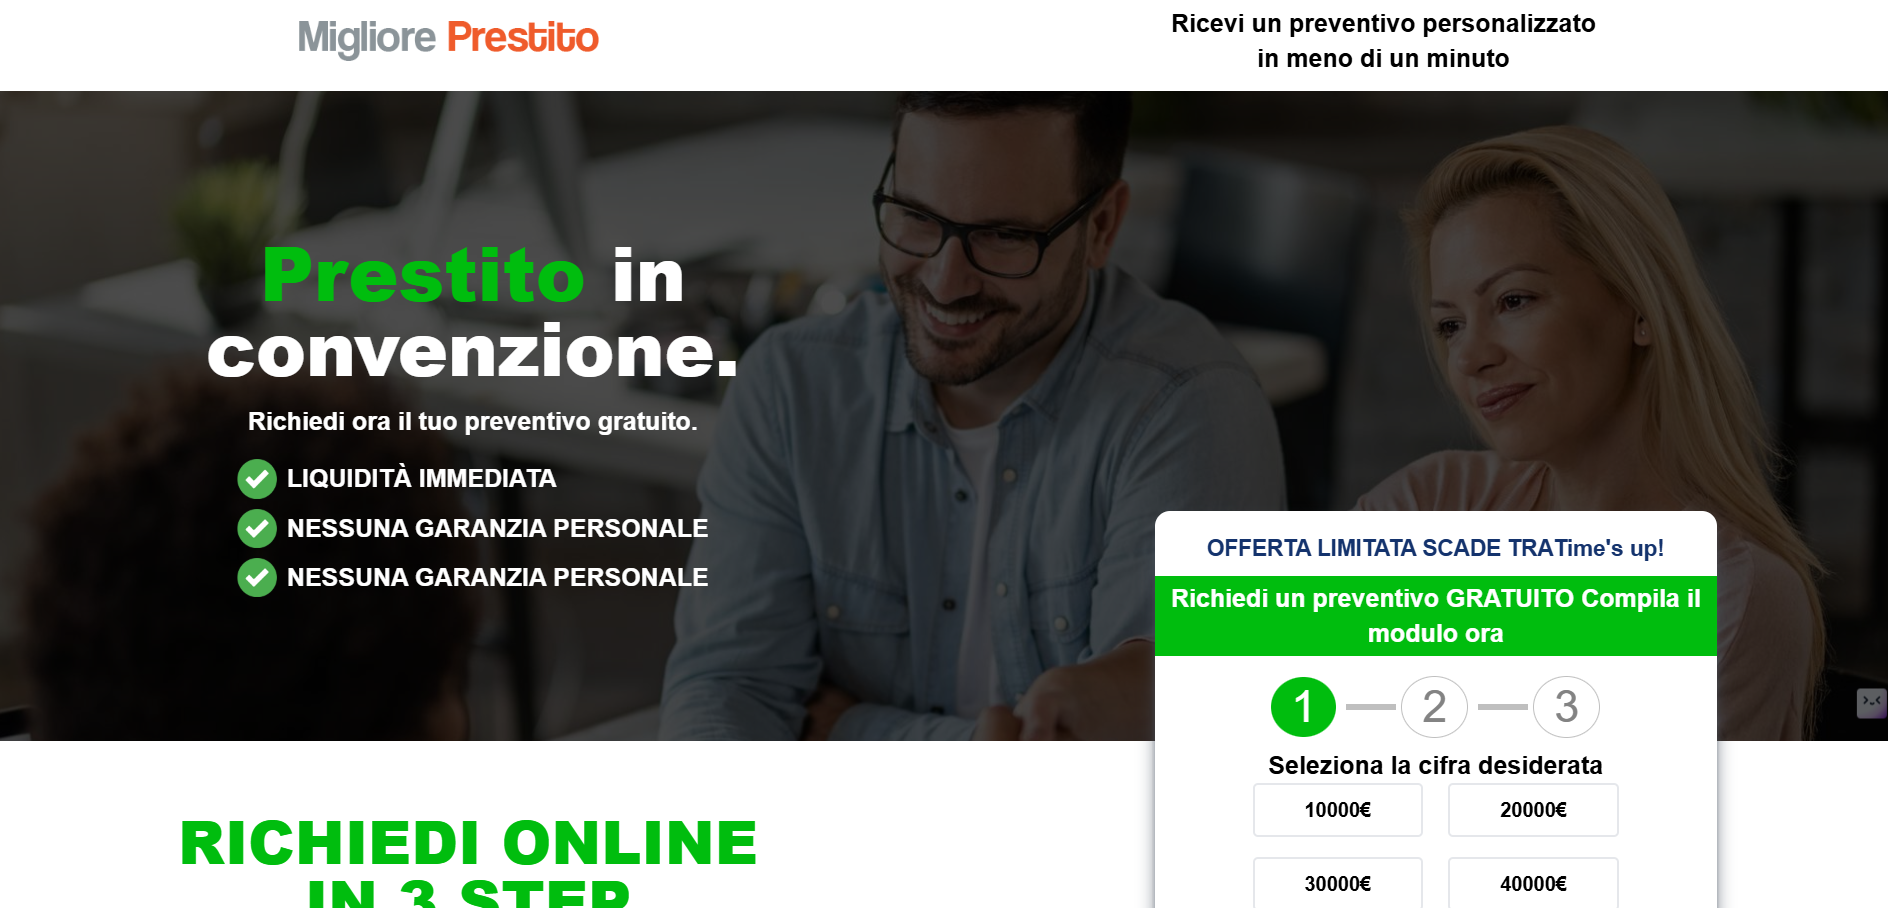 Migliore Prestito
Ricevi un preventivo personalizzato
in meno di un minuto
Prestito in
convenzione.
Richiedi ora il tuo preventivo gratuito.
LIQUIDITÀ IMMEDIATA
NESSUNA GARANZIA PERSONALE
NESSUNA GARANZIA PERSONALE
OFFERTA LIMITATA SCADE TRATime's up!
Richiedi un preventivo GRATUITO Compila il
modulo ora
1 2 3
Seleziona la cifra desiderata
10000€ 20000€
30000€ 40000€
RICHIEDI ONLINE
IN 3 STEP